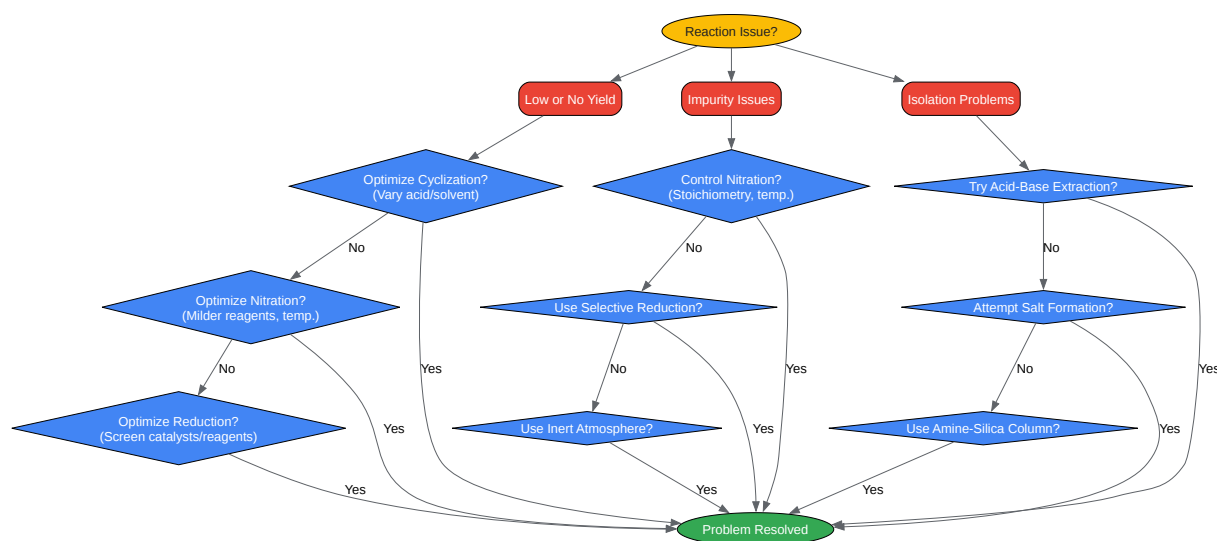 Reaction Issue?
Low or No Yield
Impurity Issues
Isolation Problems
Optimize Cyclization?
(Vary acid/solvent)
Control Nitration?
(Stoichiometry, temp.)
Try Acid-Base Extraction?
No
No
No
Optimize Nitration?
(Milder reagents, temp.)
Use Selective Reduction?
Attempt Salt Formation?
No
Yes
No
Yes
No
Yes
Optimize Reduction?
(Screen catalysts/reagents)
Yes
Use Inert Atmosphere?
Yes
Use Amine-Silica Column?
Yes
Yes
Yes
Yes
Problem Resolved